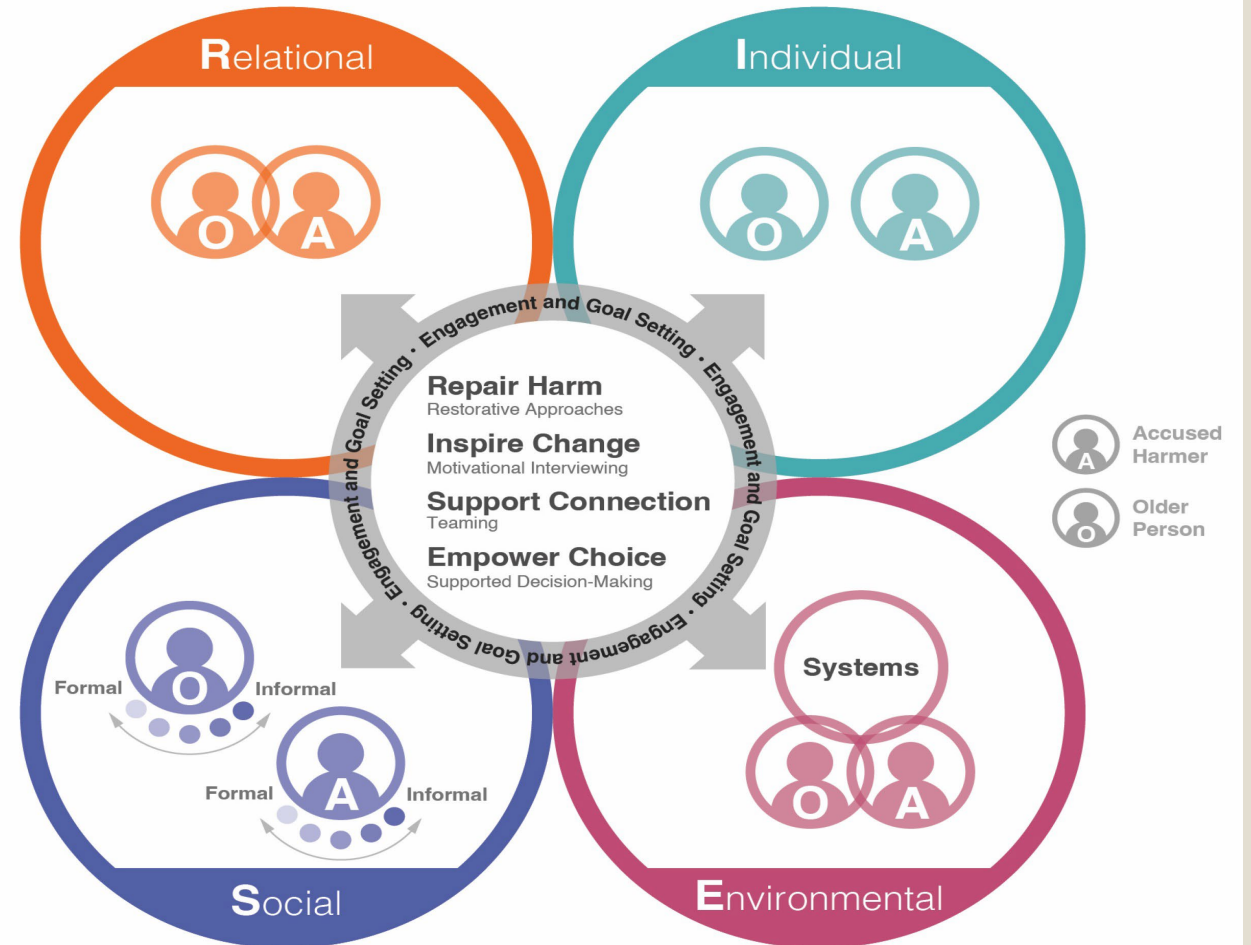 Relational
O A
Individual
O A
Engagement and Goal Setting · Engagement and Goal Setting · Engagement and Goal Setting · Engagement and Goal Setting ·
Repair Harm
Restorative Approaches
Inspire Change
Motivational Interviewing
Support Connection
Teaming
Empower Choice
Supported Decision-Making
A
Accused
Harmer
O
Older
Person
O
Formal Informal
A
Formal Informal
Social
Systems
O A
Environmental